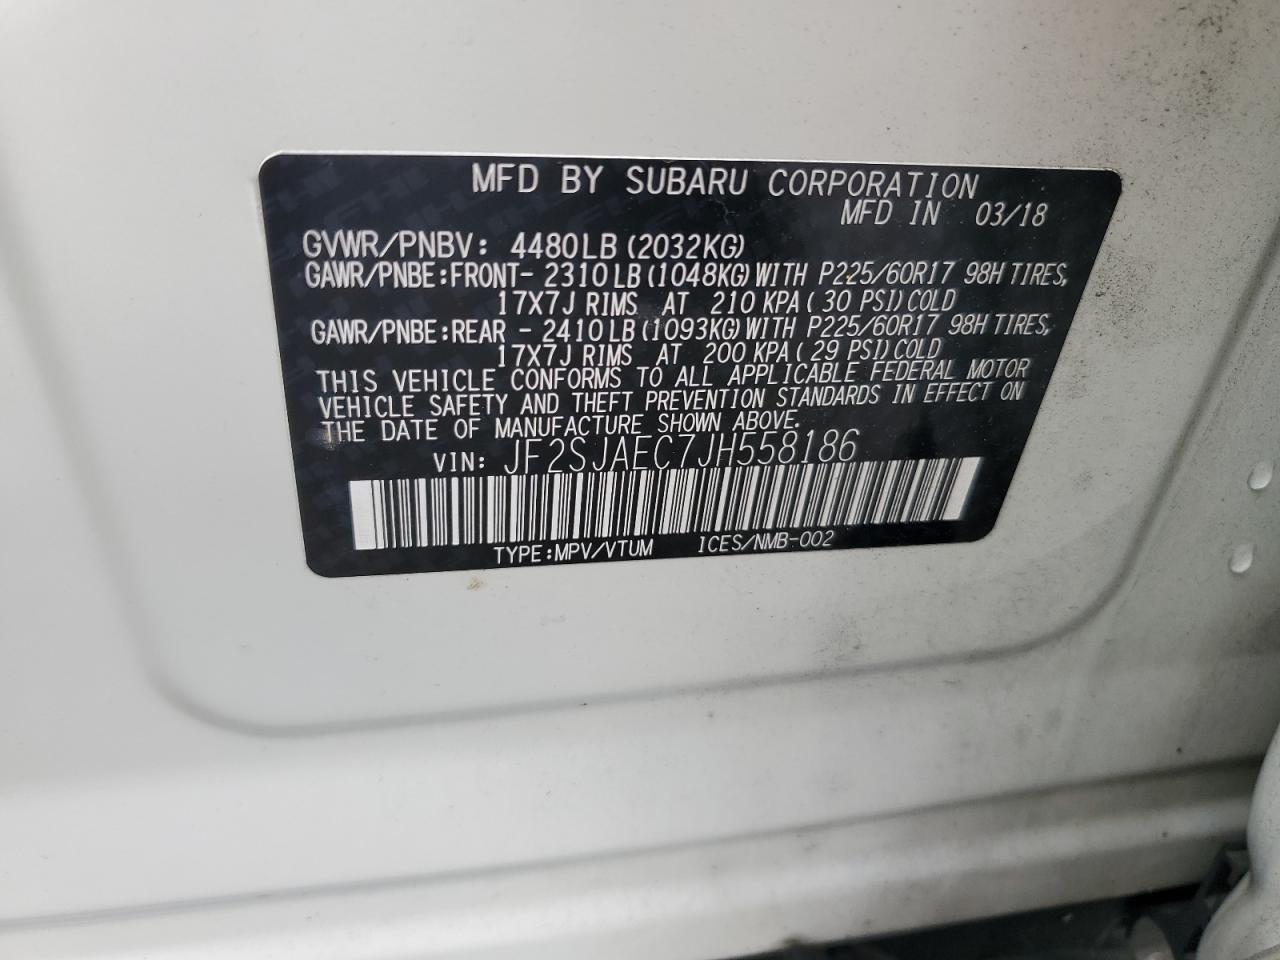 MFD BY SUBARU CORPORATION
MFD IN 03/18
GVWR/PNBV: 4480LB (2032KG)
GAWR/PNBE:FRONT- 2310LB (1048KG) WITH P225/60R17 98H TIRES,
17X7J RIMS AT 210 KPA ( 30 PSI) COLD
GAWR/PNBE:REAR - 2410LB (1093KG) WITH P225/60R17 98H TIRES,
17X7J RIMS AT 200 KPA ( 29 PSI) COLD
THIS VEHICLE CONFORMS TO ALL APPLICABLE FEDERAL MOTOR
VEHICLE SAFETY AND THEFT PREVENTION STANDARDS IN EFFECT ON
THE DATE OF MANUFACTURE SHOWN ABOVE.
VIN: JF2SJAEC7JH558186
TYPE:MPV/VTUM ICES/NMB-002